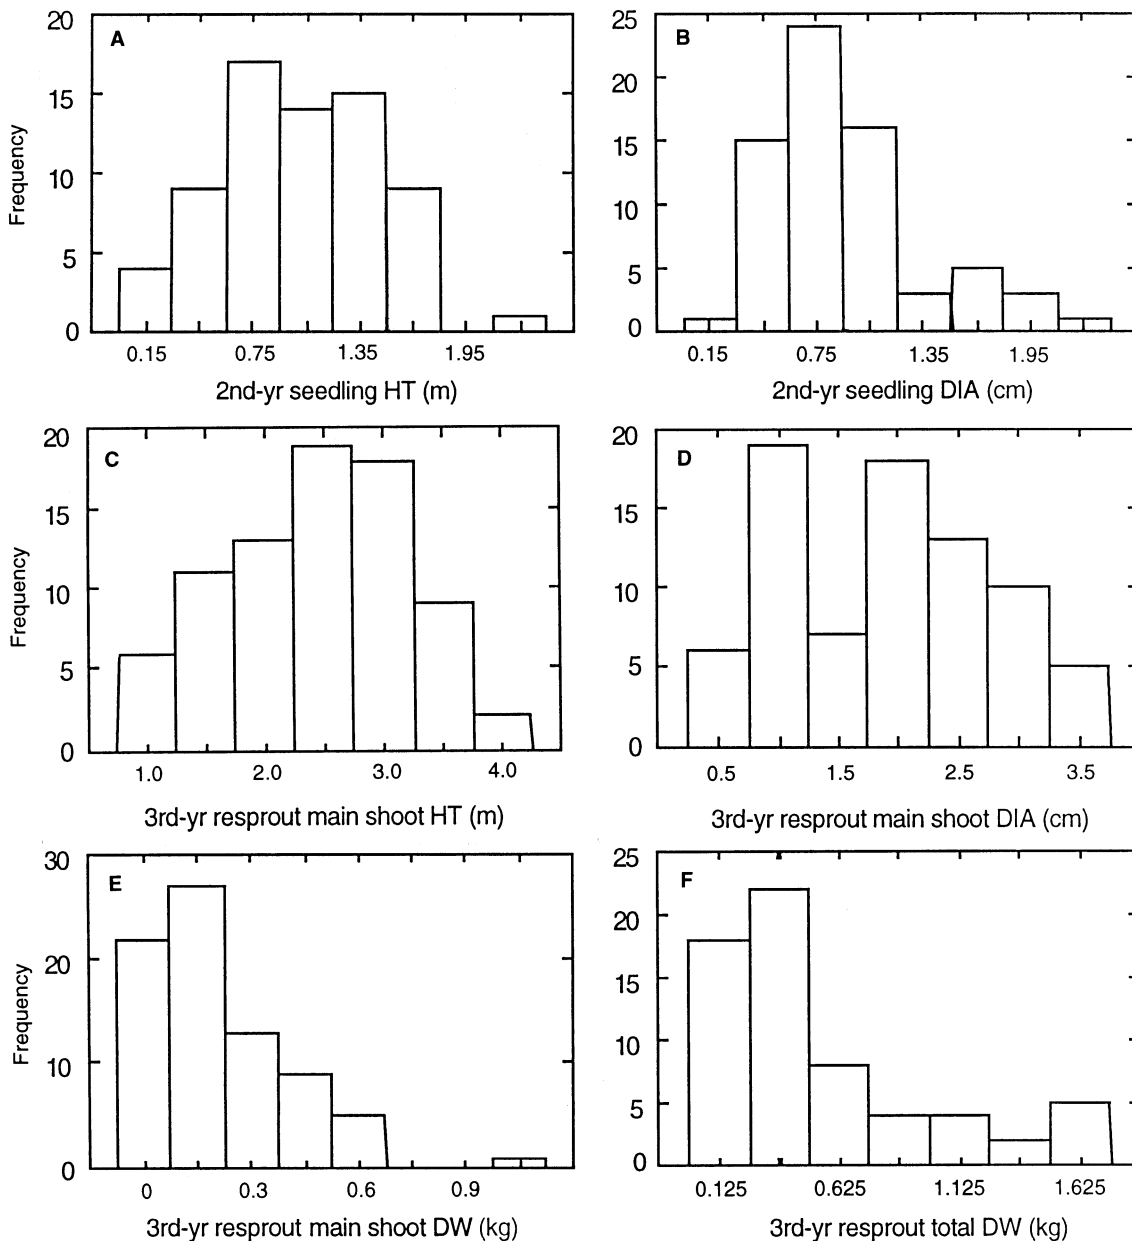 A
20
15
10
5
0
Frequency
0.15 0.75 1.35 1.95
2nd-yr seedling HT (m)
B
25
20
15
10
5
0
0.15 0.75 1.35 1.95
2nd-yr seedling DIA (cm)
C
20
15
10
5
0
Frequency
1.0 2.0 3.0 4.0
3rd-yr resprout main shoot HT (m)
D
20
15
10
5
0
0.5 1.5 2.5 3.5
3rd-yr resprout main shoot DIA (cm)
E
30
20
10
0
Frequency
0 0.3 0.6 0.9
3rd-yr resprout main shoot DW (kg)
F
25
20
15
10
5
0
0.125 0.625 1.125 1.625
3rd-yr resprout total DW (kg)